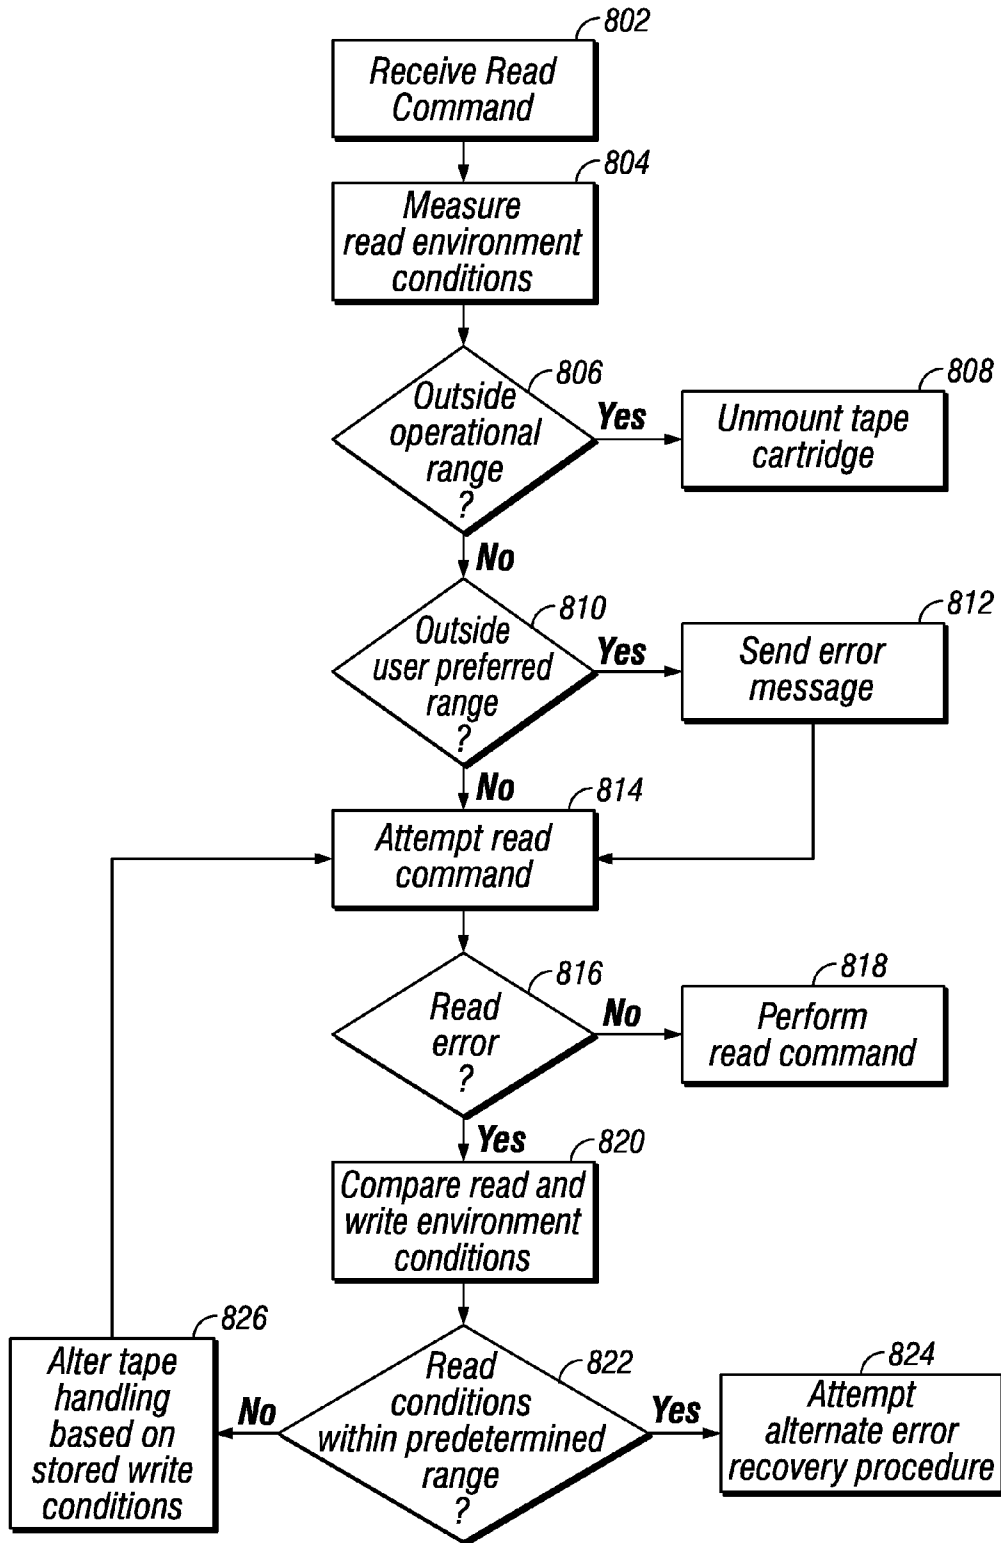 802
Receive Read
Command
804
Measure
read environment
conditions
806
Outside
operational
range
?
Yes
808
Unmount tape
cartridge
No
810
Outside
user preferred
range
?
Yes
812
Send error
message
No
814
Attempt read
command
816
Read
error
?
No
818
Perform
read command
Yes
820
Compare read and
write environment
conditions
822
Read
conditions
within predetermined
range
?
Yes
824
Attempt
alternate error
recovery procedure
No
826
Alter tape
handling
based on
stored write
conditions